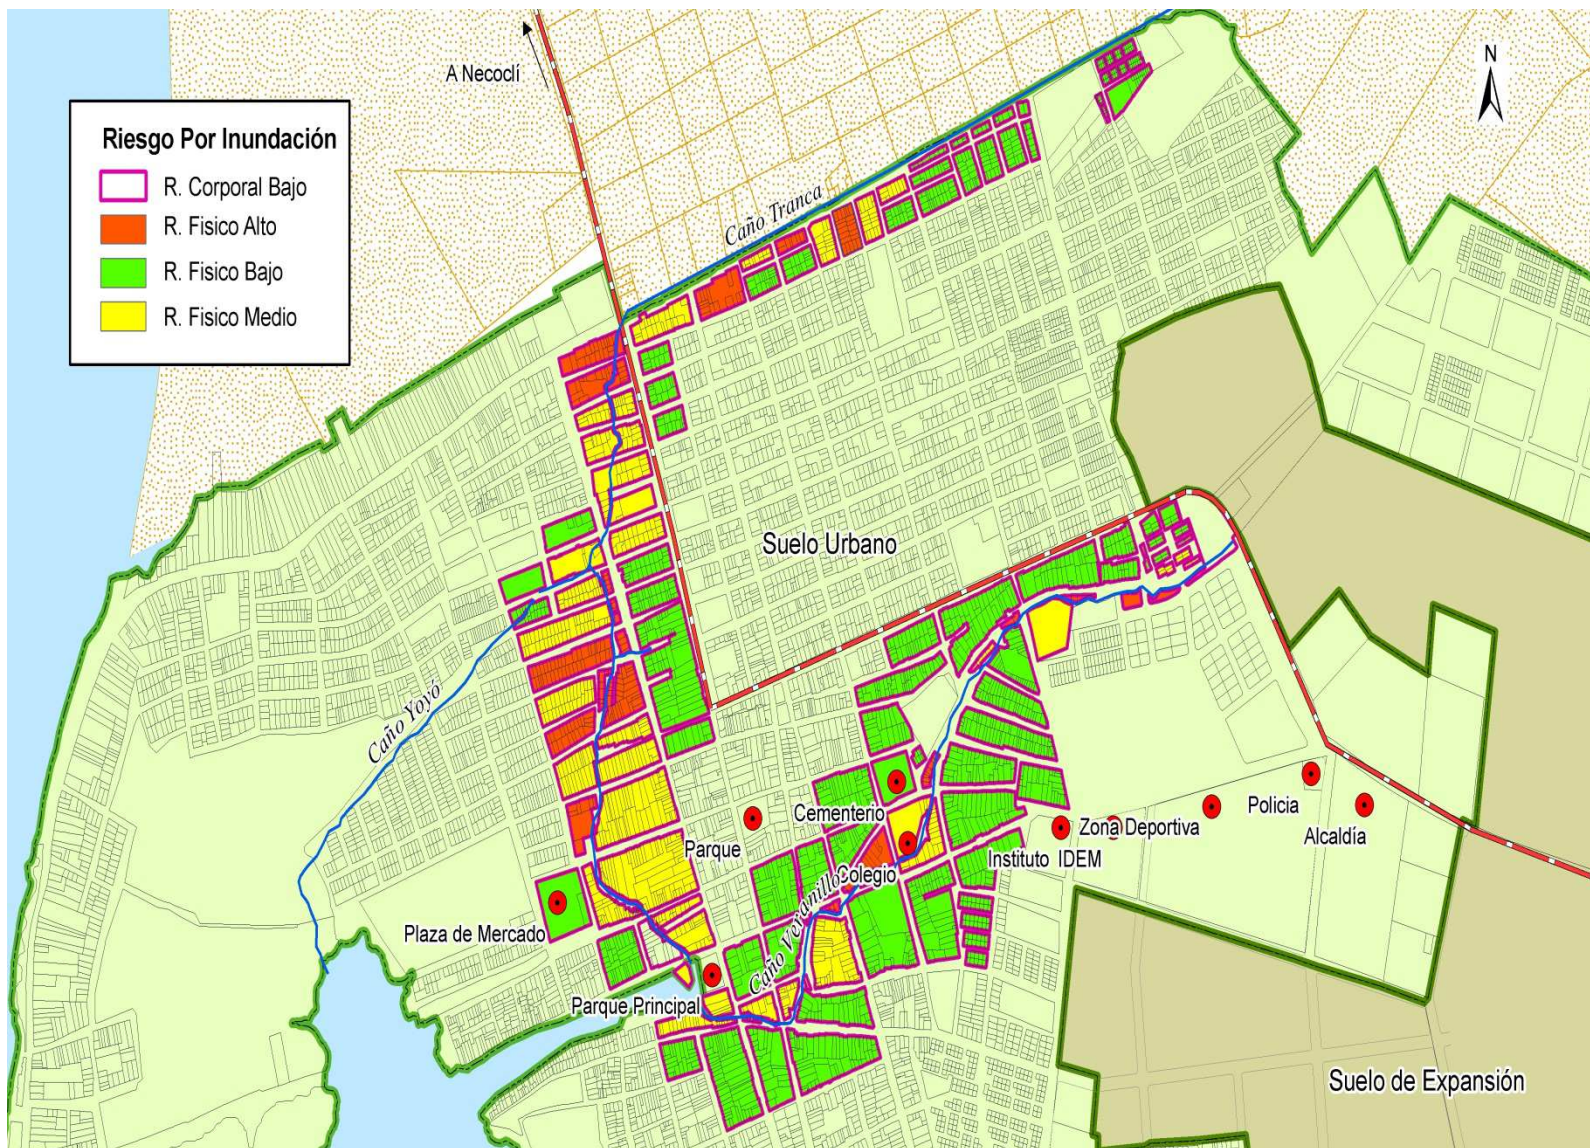 A Necoclí
N
Riesgo Por Inundación
R. Corporal Bajo
R. Fisico Alto
R. Fisico Bajo
R. Fisico Medio
Caño Tranca
Suelo Urbano
Caño Yoyó
Cementerio
Parque
Colegio
Instituto IDEM
Zona Deportiva
Policia
Alcaldía
Plaza de Mercado
Caño Veranillo
Parque Principal
Suelo de Expansión